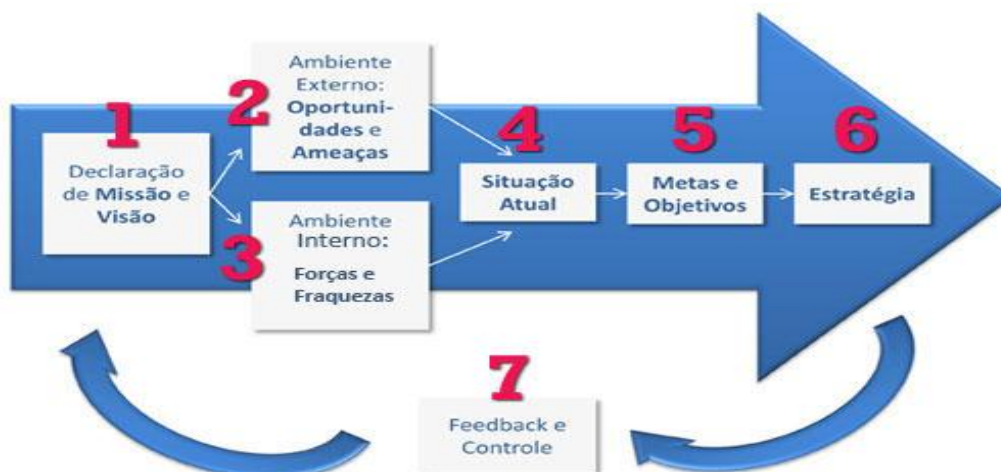 1
Declaração
de Missão e
Visão
2
Ambiente
Externo:
Oportuni-
dades e
Ameaças
3
Ambiente
Interno:
Forças e
Fraquezas
4
Situação
Atual
5
Metas e
Objetivos
6
Estratégia
7
Feedback e
Controle